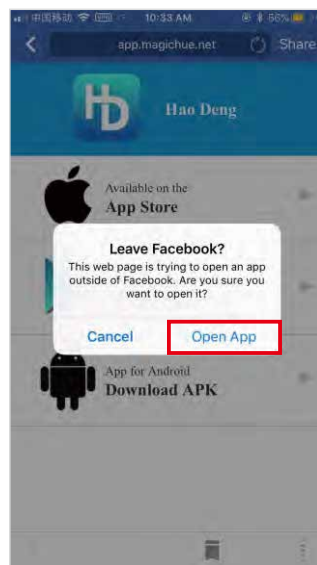 中国移动 10:33 AM 86%
app.magichue.net Share
HD
Hao Deng
Available on the
App Store
Leave Facebook?
This web page is trying to open an app
outside of Facebook. Are you sure you
want to open it?
Cancel Open App
App for Android
Download APK